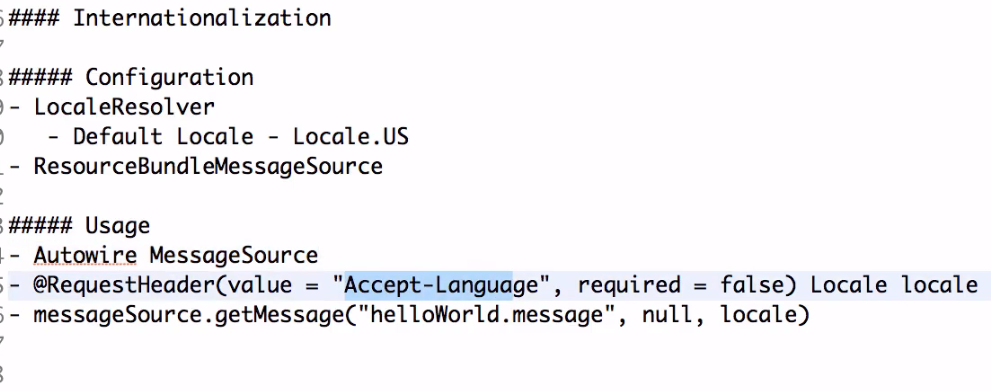 #### Internationalization
##### Configuration
- LocaleResolver
- Default Locale - Locale.US
- ResourceBundleMessageSource
##### Usage
- Autowire MessageSource
- @RequestHeader(value = "Accept-Language", required = false) Locale locale
- messageSource.getMessage("helloWorld.message", null, locale)